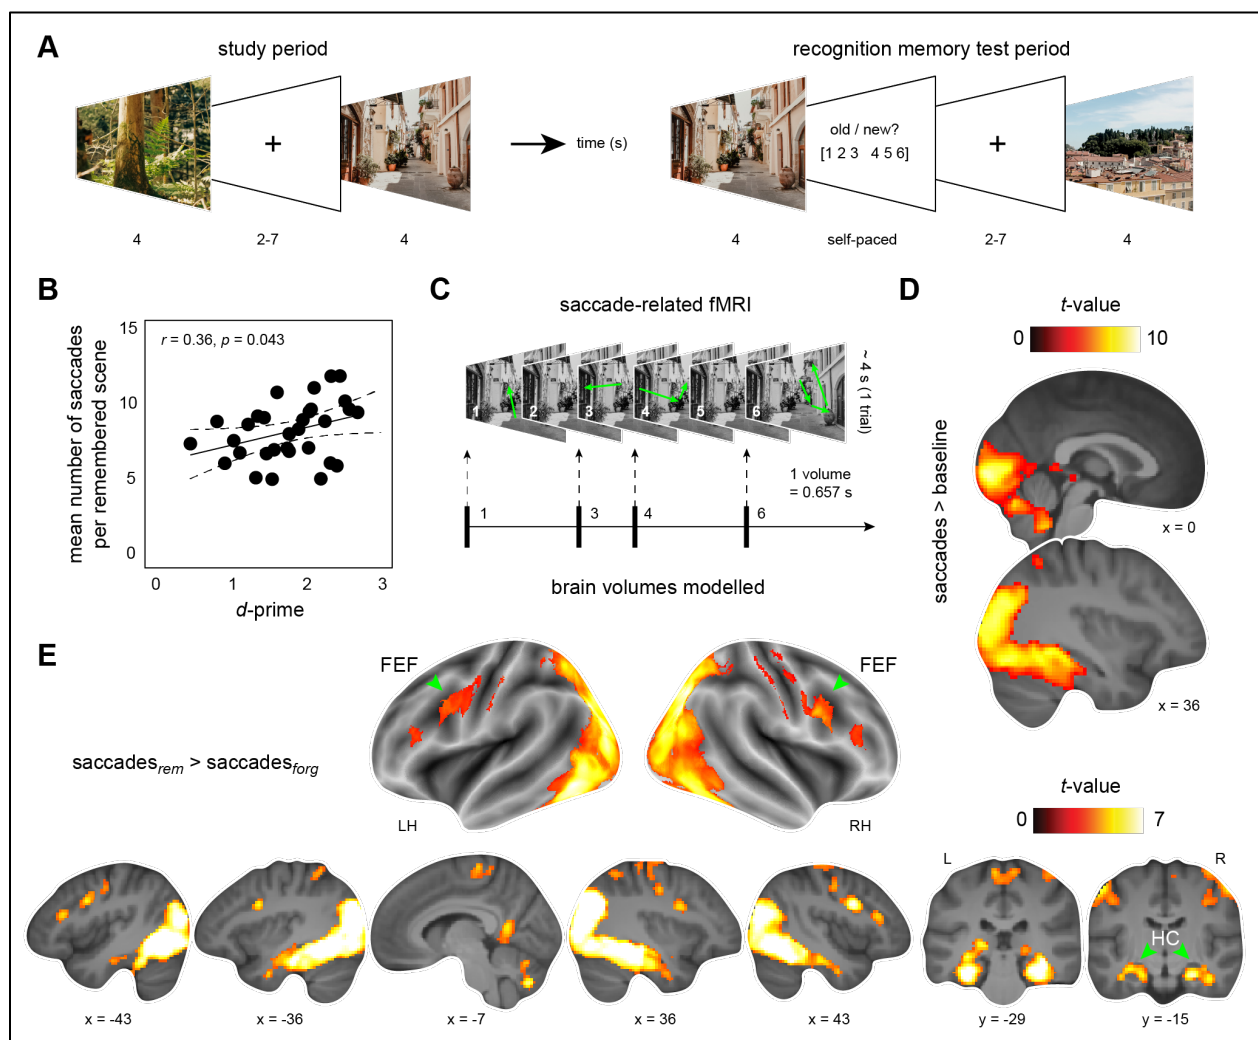 A
study period
recognition memory test period
+
time (s)
old / new?
[1 2 3 4 5 6]
+
4
2-7
4
4
self-paced
2-7
4
B
mean number of saccades
per remembered scene
15
10
5
0
r = 0.36, p = 0.043
0
1
2
3
d-prime
C
saccade-related fMRI
1
2
3
4
5
6
~ 4 s (1 trial)
1 volume
= 0.657 s
1
3
4
6
brain volumes modelled
D
t-value
0
10
saccades > baseline
x = 0
x = 36
E
FEF
FEF
saccadesrem > saccadesforg
LH
RH
t-value
0
7
L
R
HC
x = -43
x = -36
x = -7
x = 36
x = 43
y = -29
y = -15